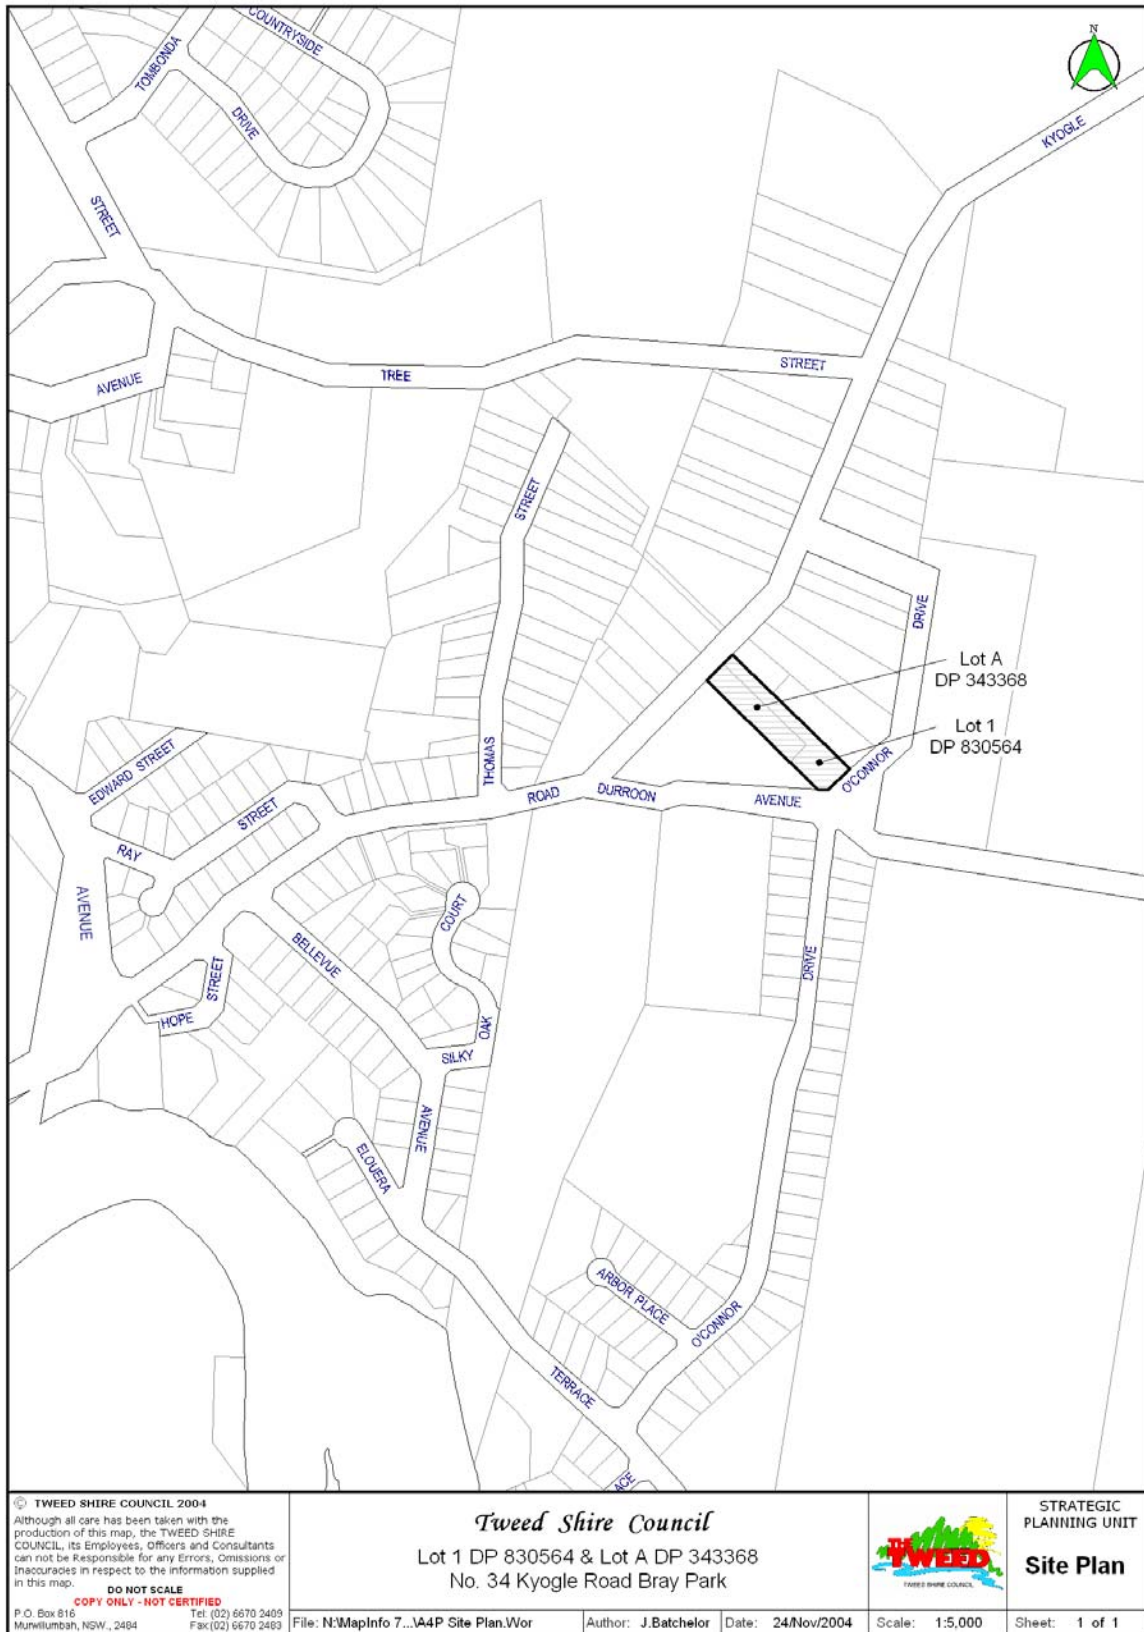 COUNTRYSIDE
TOMBONDA
DRIVE
N
KYOGLE
STREET
AVENUE
TREE
STREET
STREET
DRIVE
Lot A
DP 343368
Lot 1
DP 830564
O'CONNOR
THOMAS
EDWARD STREET
STREET
ROAD
DURROON
AVENUE
RAY
AVENUE
COURT
BELLEVUE
STREET
DRIVE
HOPE
OAK
SILKY
AVENUE
ELOUERA
ARBOR PLACE
O'CONNOR
TERRACE
ACE
© TWEED SHIRE COUNCIL 2004
Although all care has been taken with the
production of this map, the TWEED SHIRE
COUNCIL, its Employees, Officers and Consultants
can not be Responsible for any Errors, Omissions or
Inaccuracies in respect to the information supplied
in this map.
DO NOT SCALE
COPY ONLY - NOT CERTIFIED
P.O. Box 816
Murwillumbah, NSW., 2484
Tel: (02) 6670 2409
Fax:(02) 6670 2483
Tweed Shire Council
Lot 1 DP 830564 & Lot A DP 343368
No. 34 Kyogle Road Bray Park
File: N:\MapInfo 7...\A4P Site Plan.Wor
Author: J.Batchelor
Date: 24/Nov/2004
THE TWEED
TWEED SHIRE COUNCIL
Scale: 1:5,000
STRATEGIC
PLANNING UNIT
Site Plan
Sheet: 1 of 1